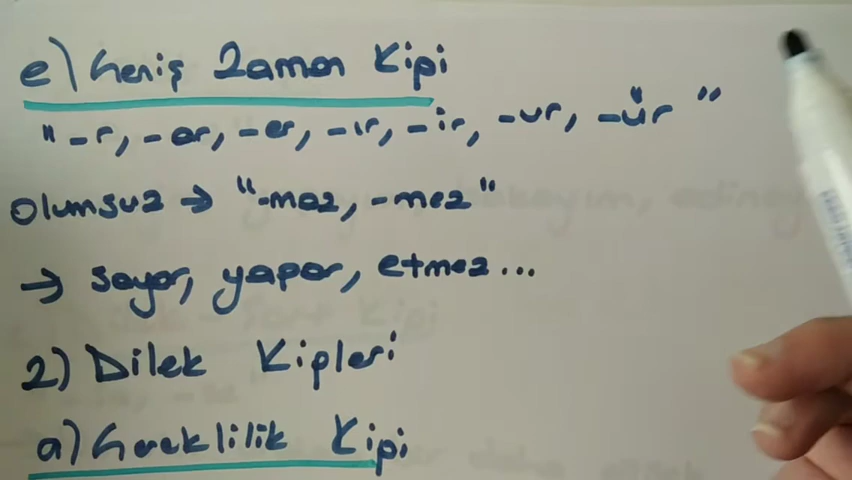 e) Geniş Zaman Kipi
"-r, -ar, -er, -ır, -ir, -ur, -ür"
Olumsuz → "-maz, -mez"
→ sayar, yapar, etmez...
2) Dilek Kipleri
a) Gereklilik Kipi